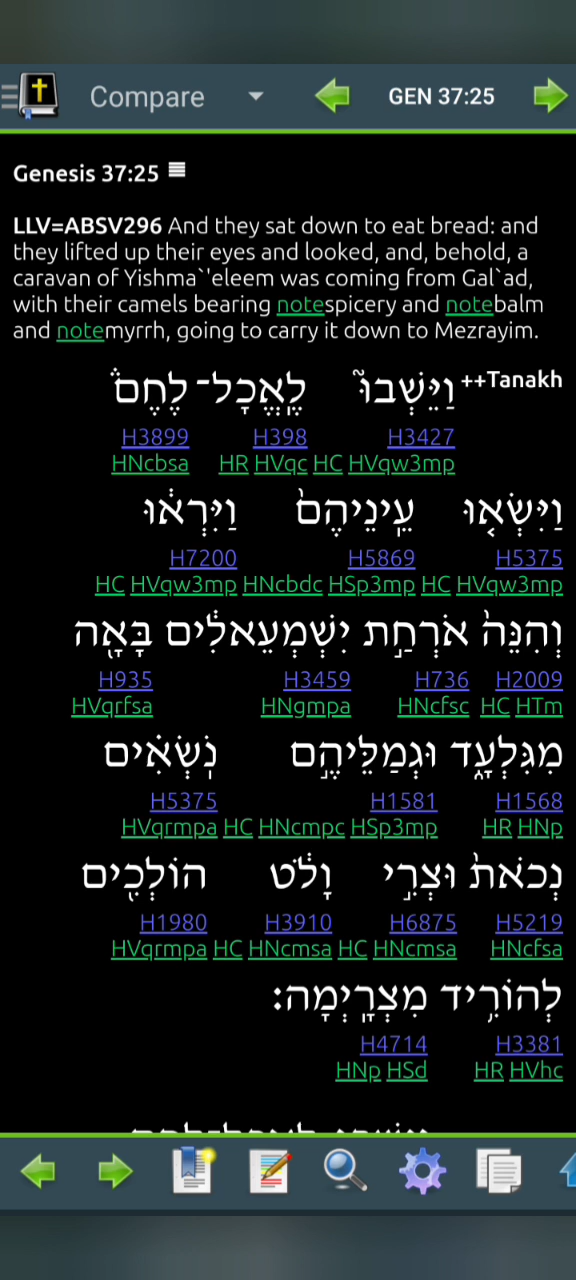 Compare GEN 37:25
Genesis 37:25
LLV=ABSV296 And they sat down to eat bread: and
they lifted up their eyes and looked, and, behold, a
caravan of Yishma`'eleem was coming from Gal`ad,
with their camels bearing notespicery and notebalm
and notemyrrh, going to carry it down to Mezrayim.
++Tanakh וַיֵּשְׁבוּ֮ לֶֽאֱכָל־ לֶחֶם֒
H3899 H398 H3427
HNcbsa HR HVqc HC HVqw3mp
וַיִּשְׂא֤וּ עֵֽינֵיהֶם֙ וַיִּרְא֔וּ
H7200 H5869 H5375
HC HVqw3mp HNcbdc HSp3mp HC HVqw3mp
וְהִנֵּה֙ אֹרְחַ֣ת יִשְׁמְעֵאלִ֔ים בָּאָ֖ה
H935 H3459 H736 H2009
HVqrfsa HNgmpa HNcfsc HC HTm
מִגִּלְעָ֑ד וּגְמַלֵּיהֶ֣ם נֹֽשְׂאִ֗ים
H5375 H1581 H1568
HVqrmpa HC HNcmpc HSp3mp HR HNp
נְכֹאת֙ וּצְרִ֣י וָלֹ֔ט הוֹלְכִ֖ים
H1980 H3910 H6875 H5219
HVqrmpa HC HNcmsa HC HNcmsa HNcfsa
לְהוֹרִ֥יד מִצְרָֽיְמָה׃
H4714 H3381
HNp HSd HR HVhc